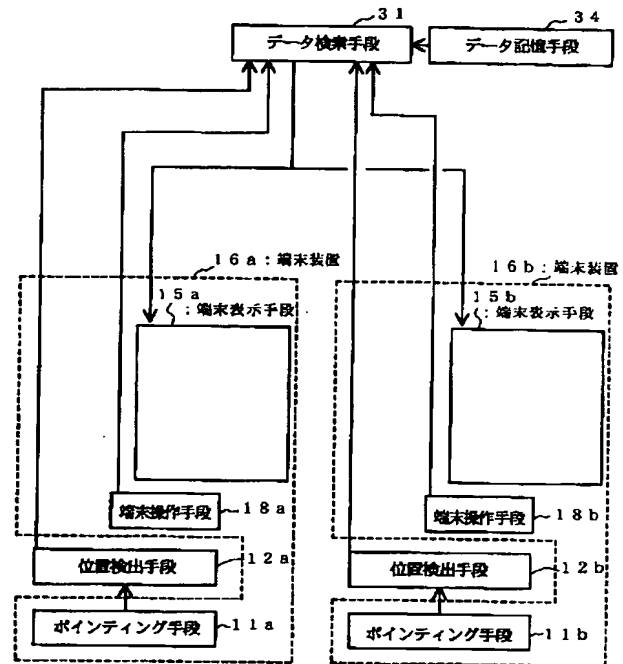 ３１
データ検索手段
３４
データ記憶手段
１６ａ：端末装置
１５ａ
：端末表示手段
１６ｂ：端末装置
１５ｂ
：端末表示手段
端末操作手段
１８ａ
端末操作手段
１８ｂ
位置検出手段
１２ａ
位置検出手段
１２ｂ
ポインティング手段
１１ａ
ポインティング手段
１１ｂ